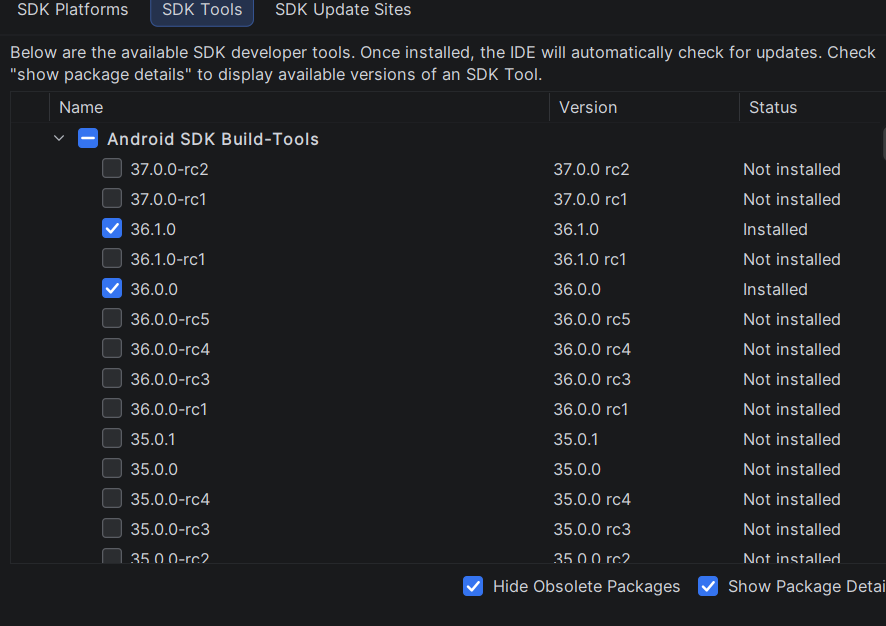 SDK Platforms SDK Tools SDK Update Sites
Below are the available SDK developer tools. Once installed, the IDE will automatically check for updates. Check
"show package details" to display available versions of an SDK Tool.
Name Version Status
Android SDK Build-Tools
37.0.0-rc2 37.0.0 rc2 Not installed
37.0.0-rc1 37.0.0 rc1 Not installed
36.1.0 36.1.0 Installed
36.1.0-rc1 36.1.0 rc1 Not installed
36.0.0 36.0.0 Installed
36.0.0-rc5 36.0.0 rc5 Not installed
36.0.0-rc4 36.0.0 rc4 Not installed
36.0.0-rc3 36.0.0 rc3 Not installed
36.0.0-rc1 36.0.0 rc1 Not installed
35.0.1 35.0.1 Not installed
35.0.0 35.0.0 Not installed
35.0.0-rc4 35.0.0 rc4 Not installed
35.0.0-rc3 35.0.0 rc3 Not installed
35.0.0-rc2 35.0.0 rc2 Not installed
Hide Obsolete Packages Show Package Detai